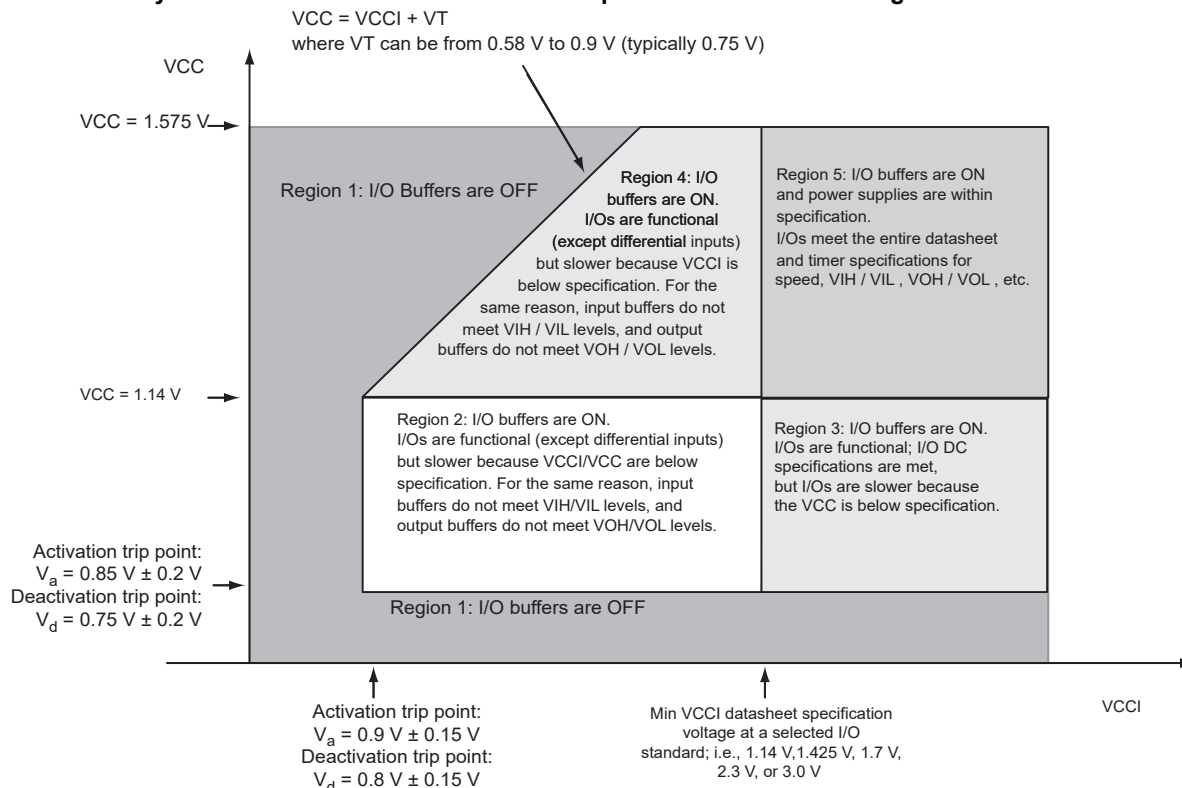 VCC = VCCI + VT
where VT can be from 0.58 V to 0.9 V (typically 0.75 V)
VCC
VCC = 1.575 V
Region 1: I/O Buffers are OFF
Region 4: I/O
buffers are ON.
I/Os are functional
(except differential inputs)
but slower because VCCI is
below specification. For the
same reason, input buffers do not
meet VIH / VIL levels, and output
buffers do not meet VOH / VOL levels.
Region 5: I/O buffers are ON
and power supplies are within
specification.
I/Os meet the entire datasheet
and timer specifications for
speed, VIH / VIL , VOH / VOL , etc.
VCC = 1.14 V
Region 2: I/O buffers are ON.
I/Os are functional (except differential inputs)
but slower because VCCI/VCC are below
specification. For the same reason, input
buffers do not meet VIH/VIL levels, and
output buffers do not meet VOH/VOL levels.
Region 3: I/O buffers are ON.
I/Os are functional; I/O DC
specifications are met,
but I/Os are slower because
the VCC is below specification.
Activation trip point:
Va = 0.85 V ± 0.2 V
Deactivation trip point:
Vd = 0.75 V ± 0.2 V
Region 1: I/O buffers are OFF
Activation trip point:
Va = 0.9 V ± 0.15 V
Deactivation trip point:
Vd = 0.8 V ± 0.15 V
Min VCCI datasheet specification
voltage at a selected I/O
standard; i.e., 1.14 V,1.425 V, 1.7 V,
2.3 V, or 3.0 V
VCCI